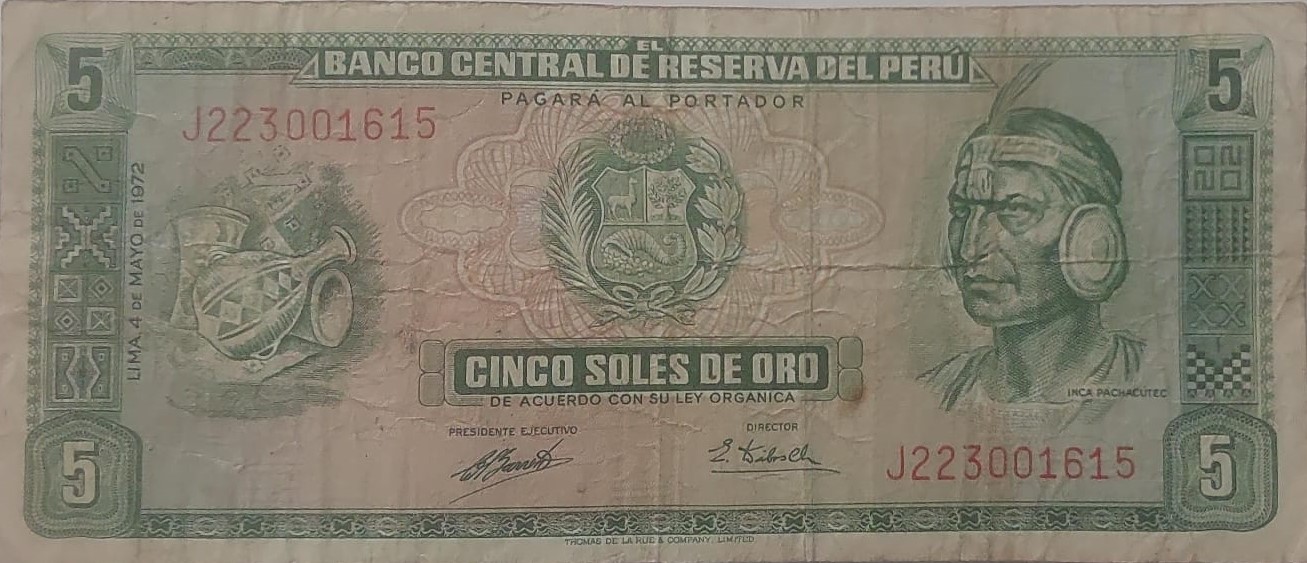 EL
BANCO CENTRAL DE RESERVA DEL PERÚ
PAGARÁ AL PORTADOR
5
5
J223001615
LIMA, 4 DE MAYO DE 1972
CINCO SOLES DE ORO
DE ACUERDO CON SU LEY ORGANICA
INCA PACHACUTEC
PRESIDENTE EJECUTIVO
DIRECTOR
J223001615
5
5
THOMAS DE LA RUE & COMPANY, LIMITED